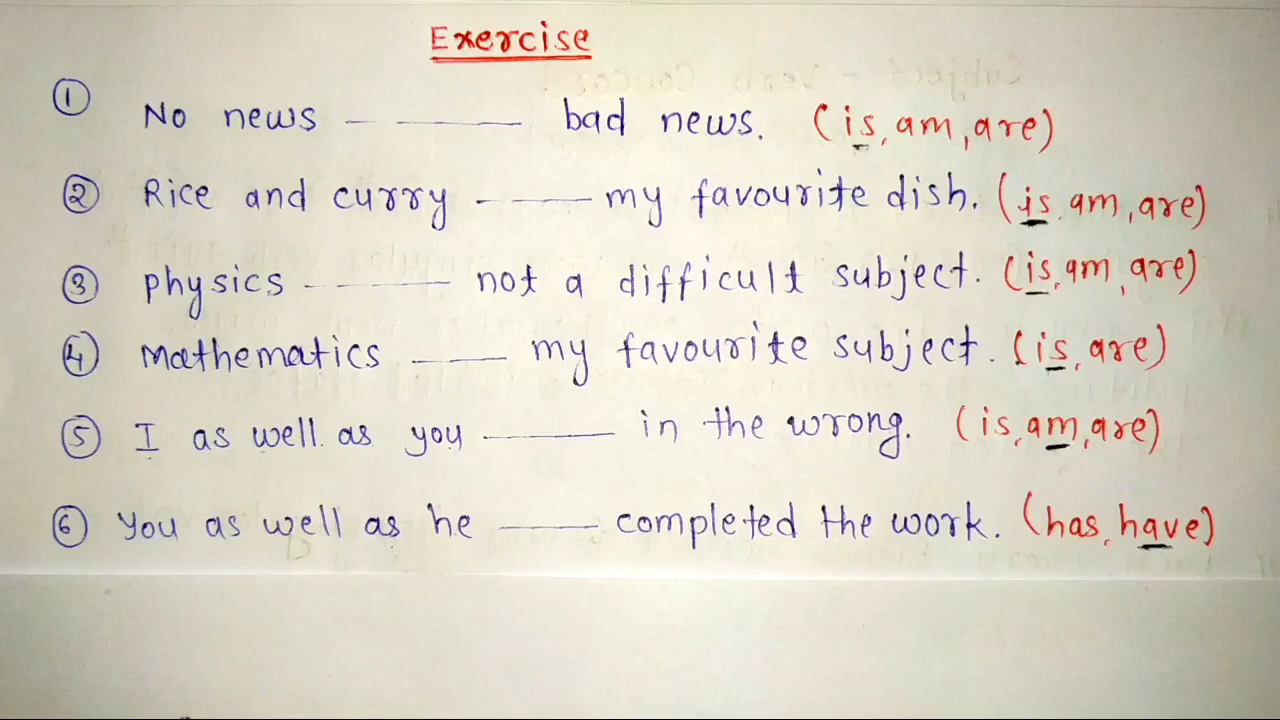 Exercise
① No news ______ bad news. (is, am, are)
② Rice and curry ______ my favourite dish. (is, am, are)
③ Physics ______ not a difficult subject. (is, am, are)
④ Mathematics ______ my favourite subject. (is, are)
⑤ I as well as you ______ in the wrong. (is, am, are)
⑥ You as well as he ______ completed the work. (has, have)